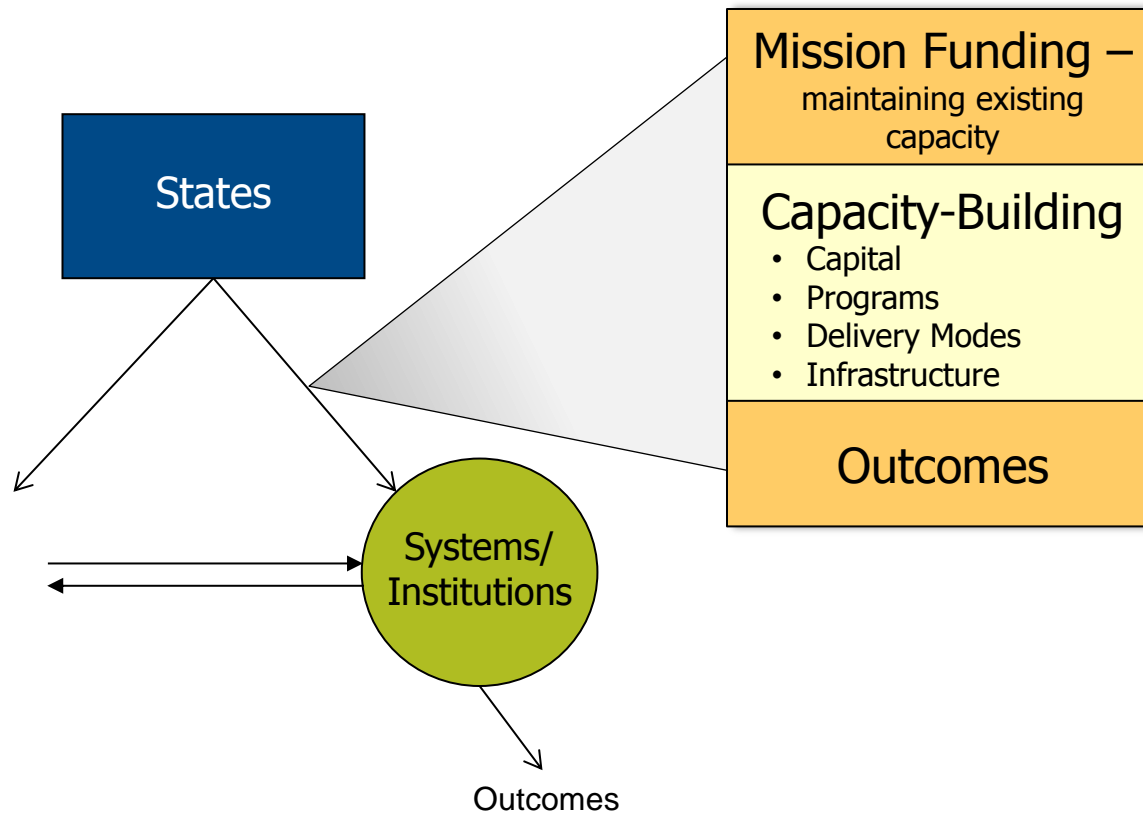 Mission Funding –
maintaining existing
capacity
States
Capacity-Building
• Capital
• Programs
• Delivery Modes
• Infrastructure
Outcomes
Systems/
Institutions
Outcomes